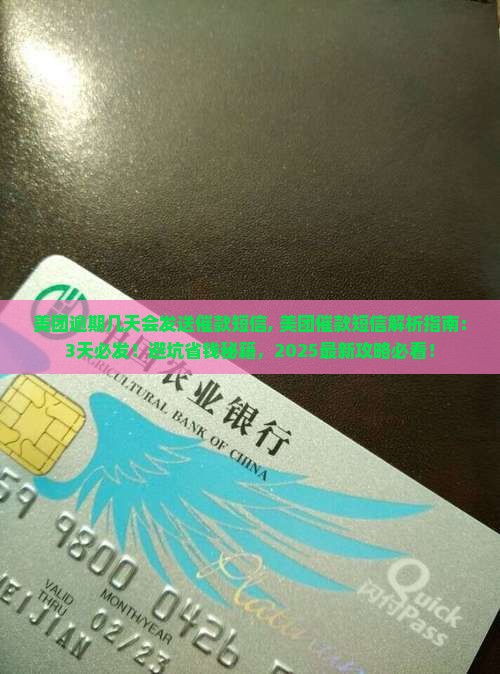 美团逾期几天会发送催款短信, 美团催款短信解析指南:
3天必发！避坑省钱秘籍，2025最新攻略必看！
国农业银行
AGRICULTURAL BANK OF CHINA
59 9800 0426
VALID
THRU
MONTH/YEAR
02/23
WEIJIAN
Quick
Pass
闪付